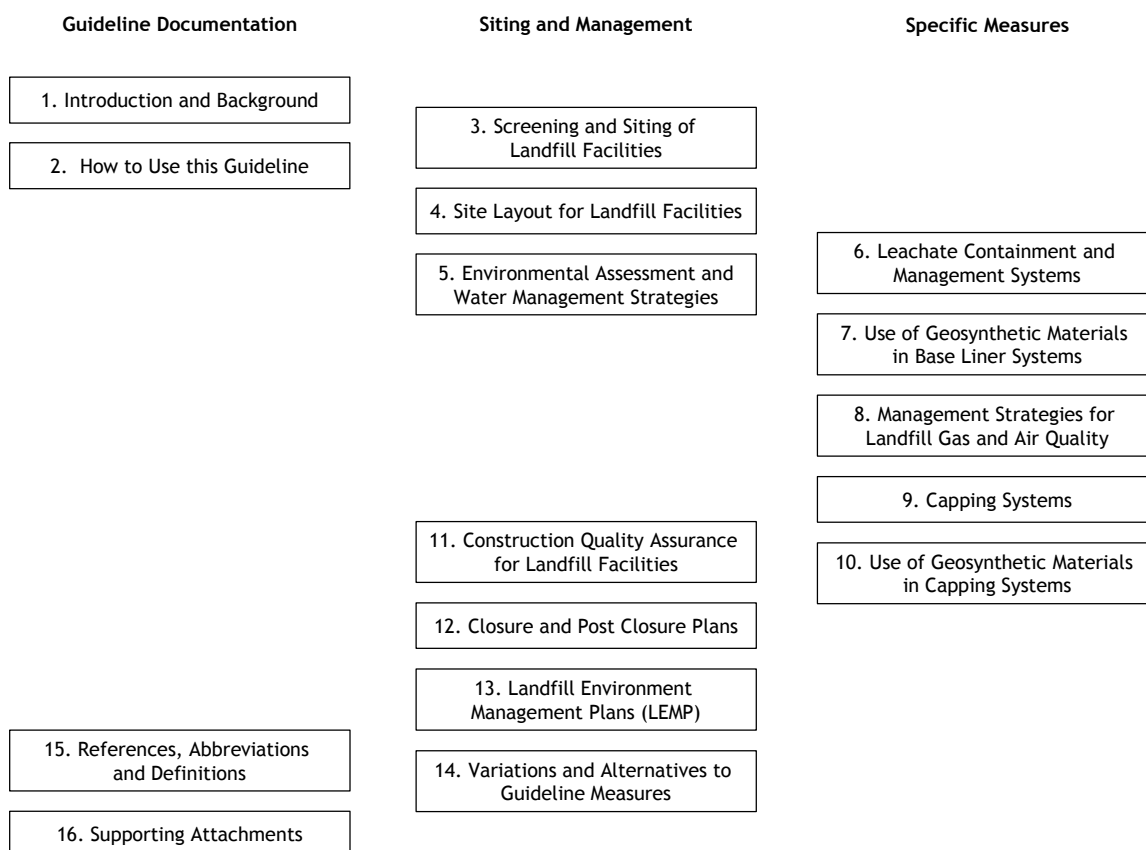 Guideline Documentation
Siting and Management
Specific Measures
1. Introduction and Background
2. How to Use this Guideline
3. Screening and Siting of
Landfill Facilities
4. Site Layout for Landfill Facilities
5. Environmental Assessment and
Water Management Strategies
6. Leachate Containment and
Management Systems
7. Use of Geosynthetic Materials
in Base Liner Systems
8. Management Strategies for
Landfill Gas and Air Quality
9. Capping Systems
10. Use of Geosynthetic Materials
in Capping Systems
11. Construction Quality Assurance
for Landfill Facilities
12. Closure and Post Closure Plans
13. Landfill Environment
Management Plans (LEMP)
14. Variations and Alternatives to
Guideline Measures
15. References, Abbreviations
and Definitions
16. Supporting Attachments